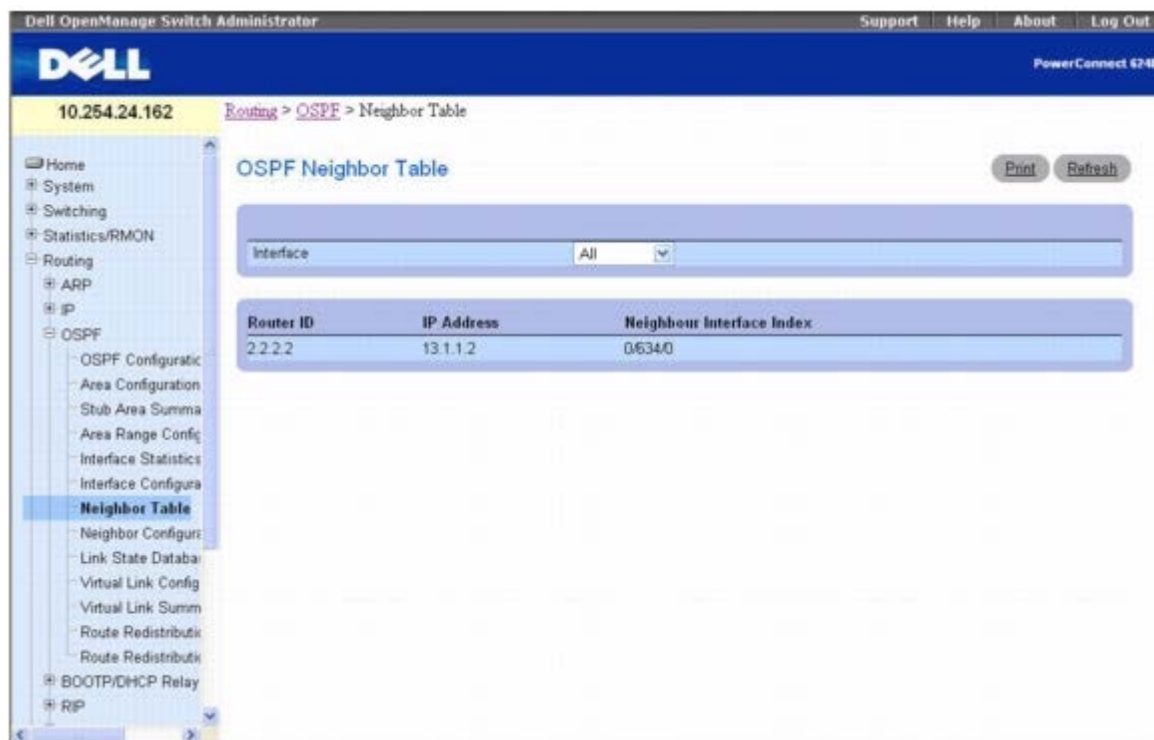 Dell OpenManage Switch Administrator
Support Help About Log Out
DELL
PowerConnect
10.254.24.162
Routing > OSPF > Neighbor Table
Home
System
Switching
Statistics/RMON
Routing
ARP
IP
OSPF
OSPF Configuratic
Area Configuration
Stub Area Summa
Area Range Config
Interface Statistics
Interface Configura
Neighbor Table
Neighbor Configura
Link State Databa
Virtual Link Config
Virtual Link Summ
Route Redistributic
Route Redistributic
BOOTP/DHCP Relay
RIP
OSPF Neighbor Table
Print Refresh
Interface All
Router ID IP Address Neighbour Interface Index
2.2.2.2 13.1.1.2 0/634/0